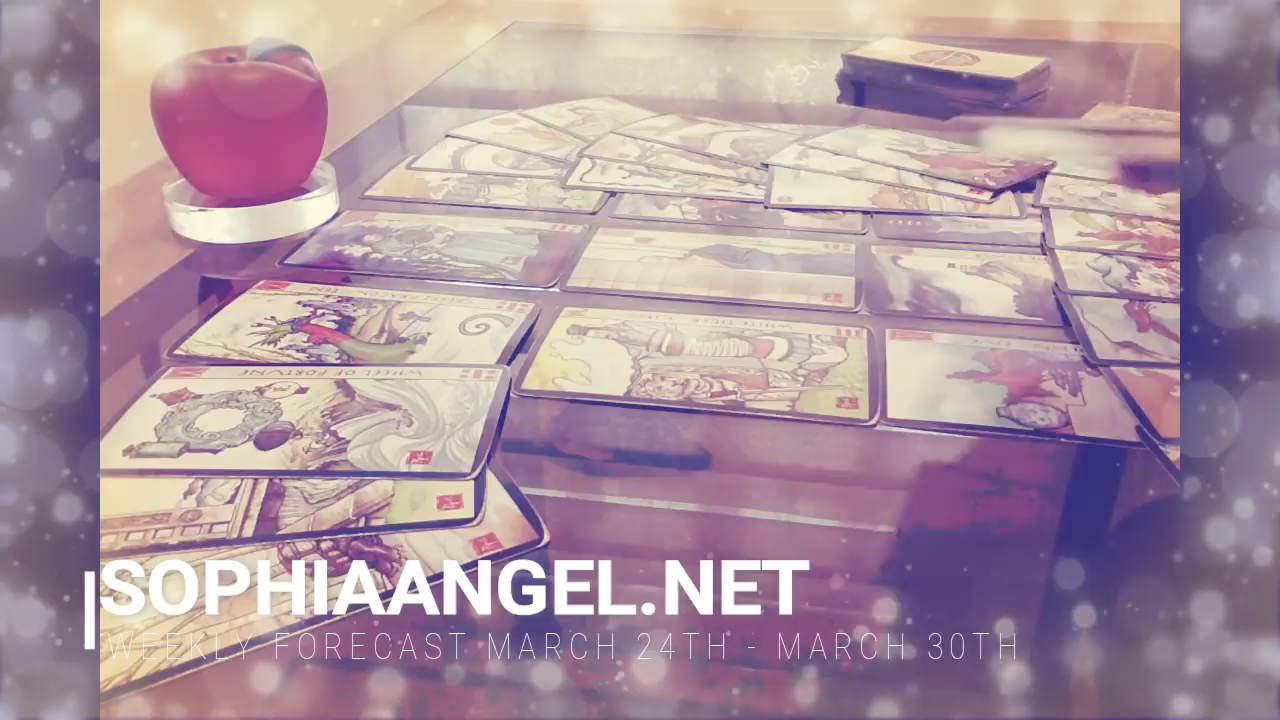 WHEEL OF FORTUNE
SOPHIAANGEL.NET
WEEKLY FORECAST MARCH 24TH - MARCH 30TH